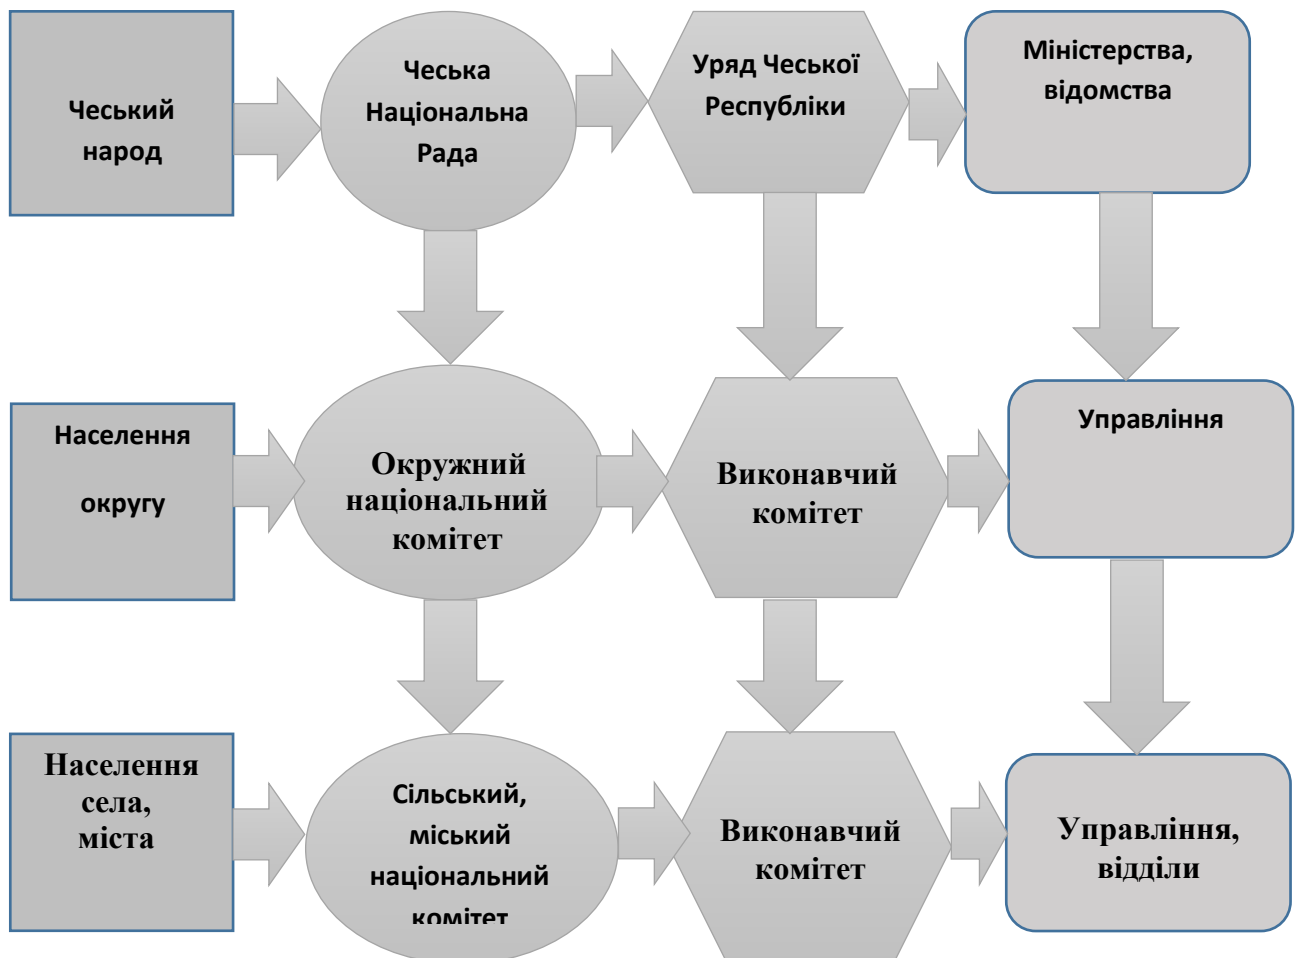 Чеський
народ
Чеська
Національна
Рада
Уряд Чеської
Республіки
Міністерства,
відомства
Населення
округу
Окружний
національний
комітет
Виконавчий
комітет
Управління
Населення
села,
міста
Сільський,
міський
національний
комітет
Виконавчий
комітет
Управління,
відділи